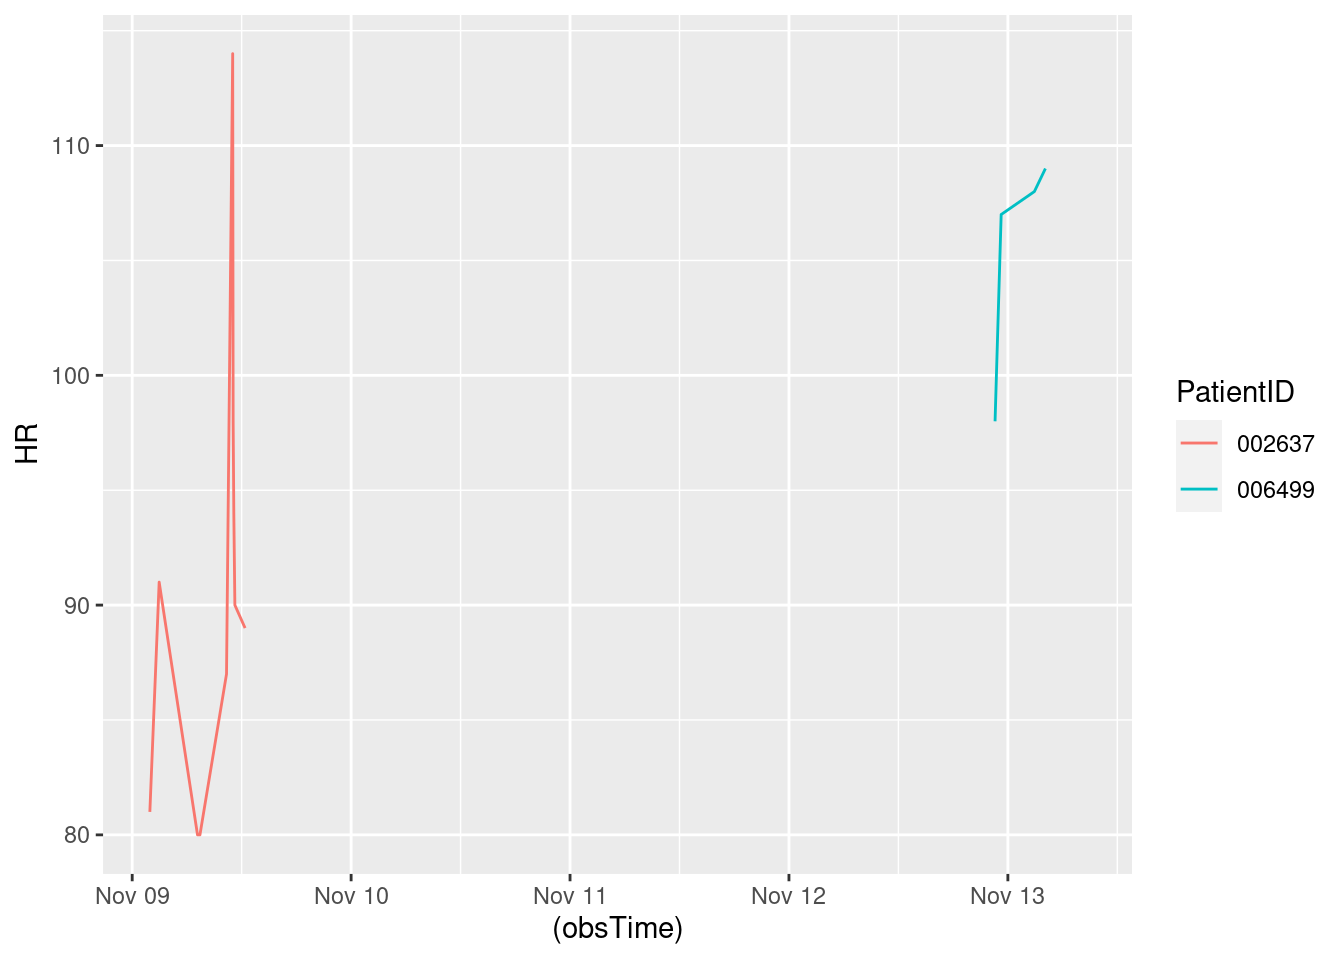 110
100
90
80
HR
Nov 09
Nov 10
Nov 11
Nov 12
Nov 13
(obsTime)
PatientID
002637
006499